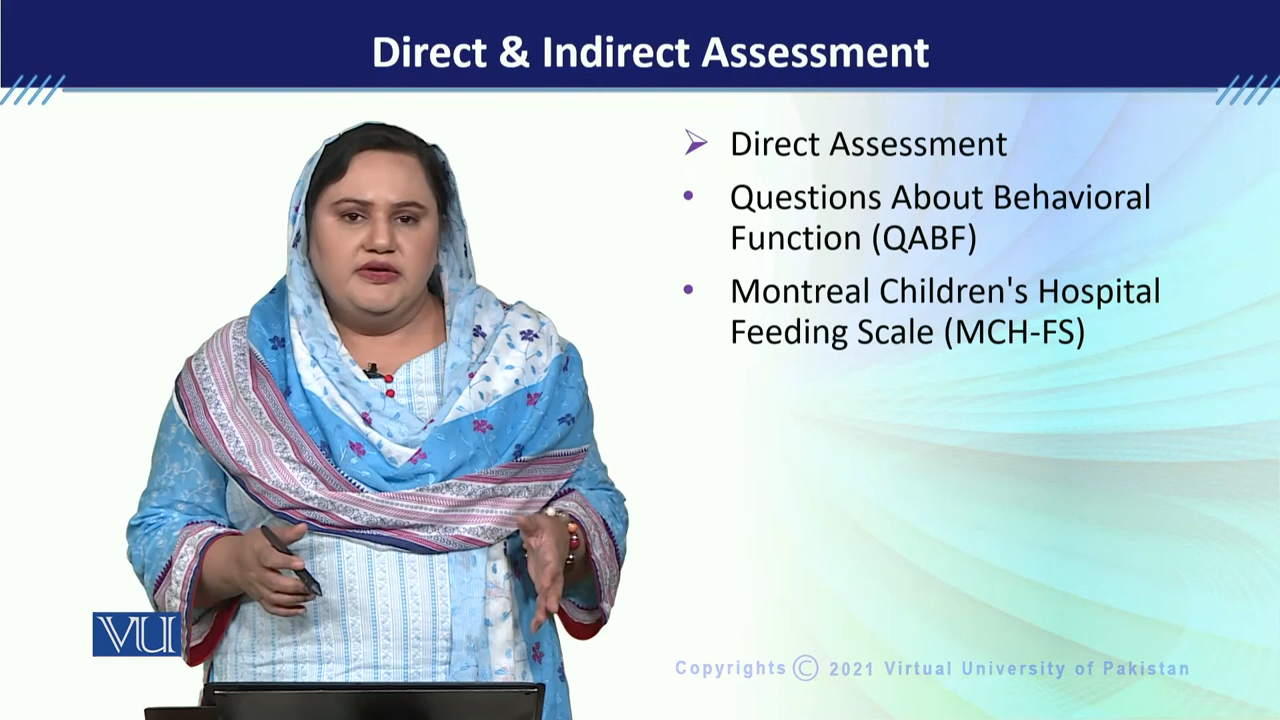 Direct & Indirect Assessment
Direct Assessment
Questions About Behavioral
Function (QABF)
Montreal Children's Hospital
Feeding Scale (MCH-FS)
VU
Copyrights © 2021 Virtual University of Pakistan